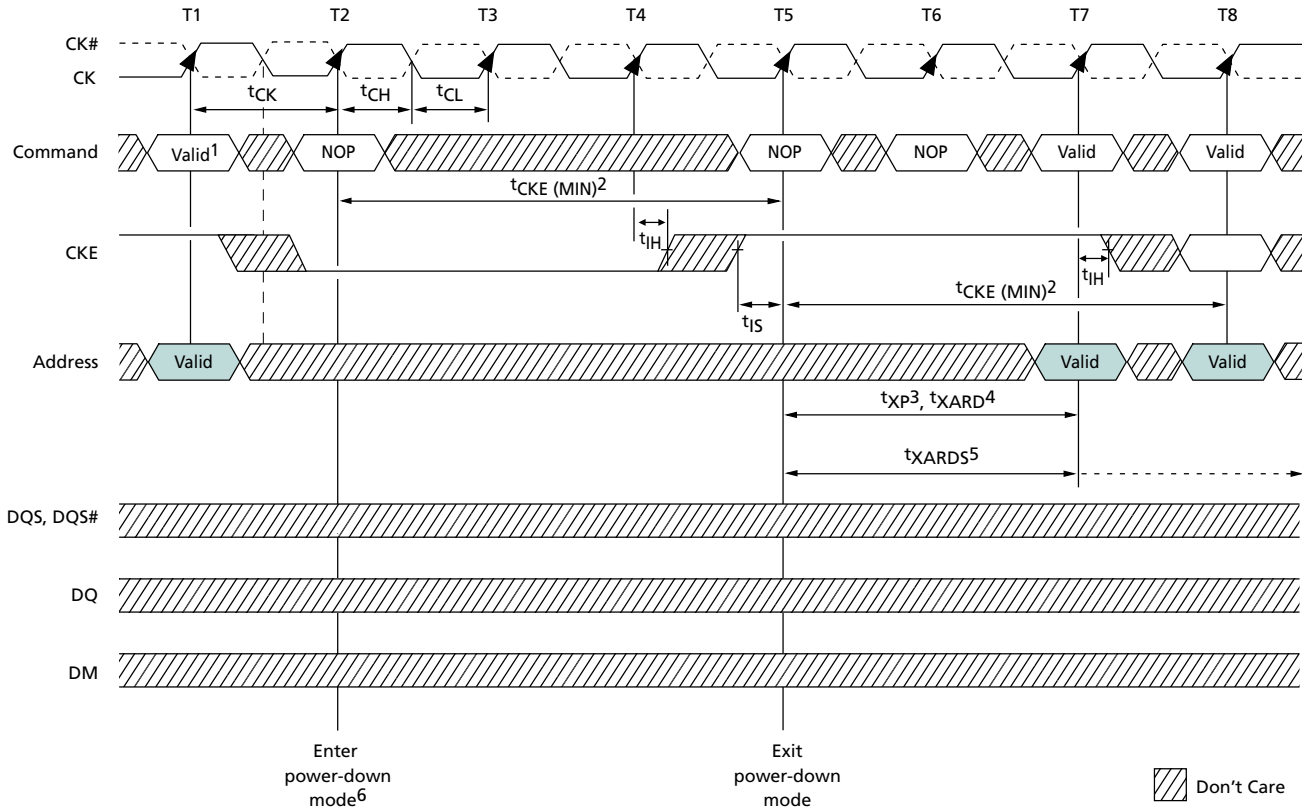 T1 T2 T3 T4 T5 T6 T7 T8
CK#
CK
tCK tCH tCL
Command Valid1 NOP NOP NOP Valid Valid
tCKE (MIN)2
tIH
CKE
tIH
tCKE (MIN)2
tIS
Address Valid Valid Valid
tXP3, tXARD4
tXARDS5
DQS, DQS#
DQ
DM
Enter
power-down
mode6
Exit
power-down
mode
Don't Care